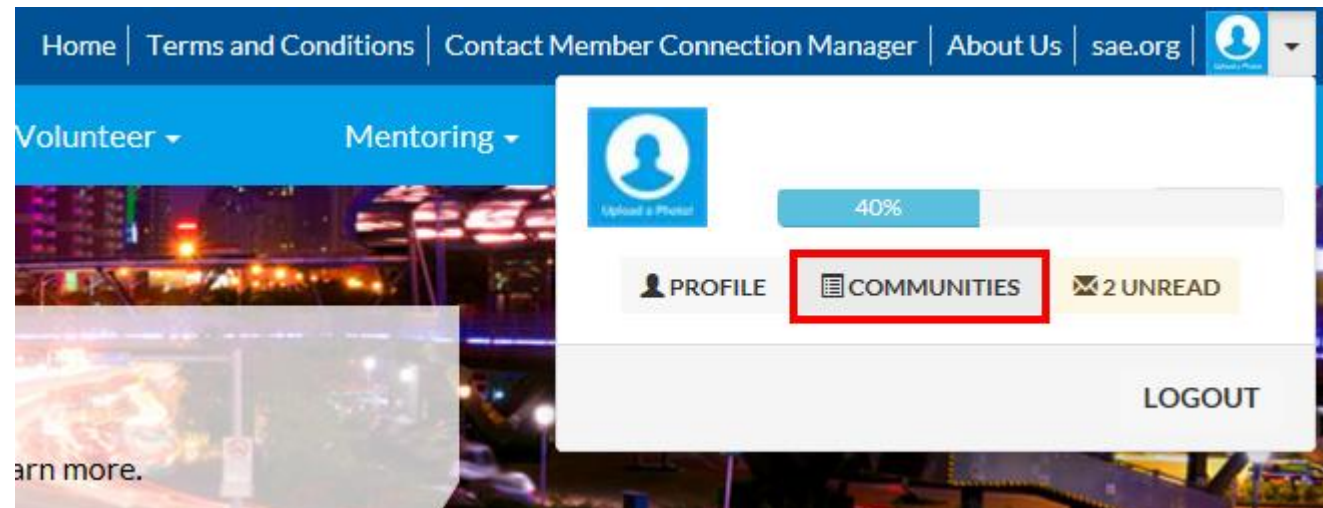 Home | Terms and Conditions | Contact Member Connection Manager | About Us | sae.org |
Volunteer Mentoring
Upload a Photo!
40%
PROFILE COMMUNITIES 2 UNREAD
LOGOUT
arn more.